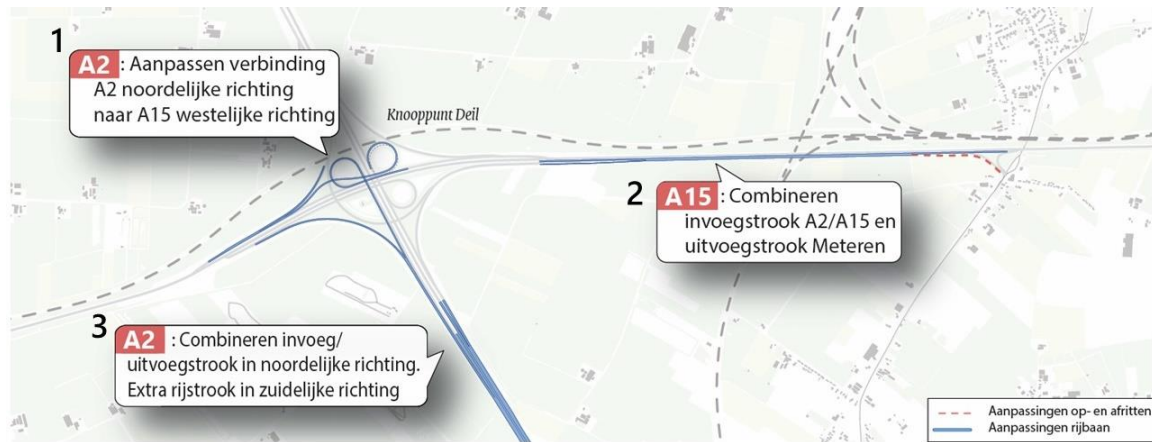 1
A2 : Aanpassen verbinding
A2 noordelijke richting
naar A15 westelijke richting
Knooppunt Deil
2
A15 : Combineren
invoegstrook A2/A15 en
uitvoegstrook Meteren
3
A2 : Combineren invoeg/
uitvoegstrook in noordelijke richting.
Extra rijstrook in zuidelijke richting
Aanpassingen op- en afritten
Aanpassingen rijbaan